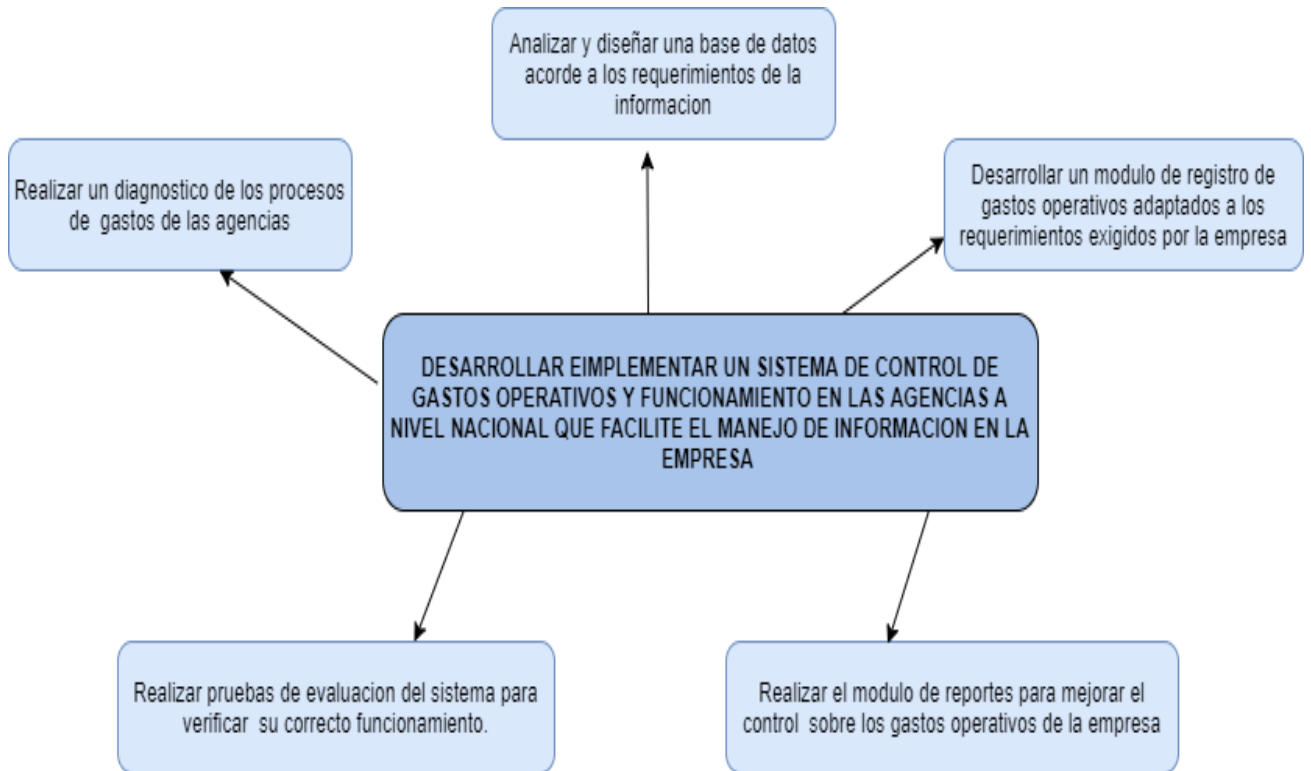 Analizar y diseñar una base de datos
acorde a los requerimientos de la
informacion
Realizar un diagnostico de los procesos
de gastos de las agencias
Desarrollar un modulo de registro de
gastos operativos adaptados a los
requerimientos exigidos por la empresa
DESARROLLAR EIMPLEMENTAR UN SISTEMA DE CONTROL DE
GASTOS OPERATIVOS Y FUNCIONAMIENTO EN LAS AGENCIAS A
NIVEL NACIONAL QUE FACILITE EL MANEJO DE INFORMACION EN LA
EMPRESA
Realizar pruebas de evaluacion del sistema para
verificar su correcto funcionamiento.
Realizar el modulo de reportes para mejorar el
control sobre los gastos operativos de la empresa